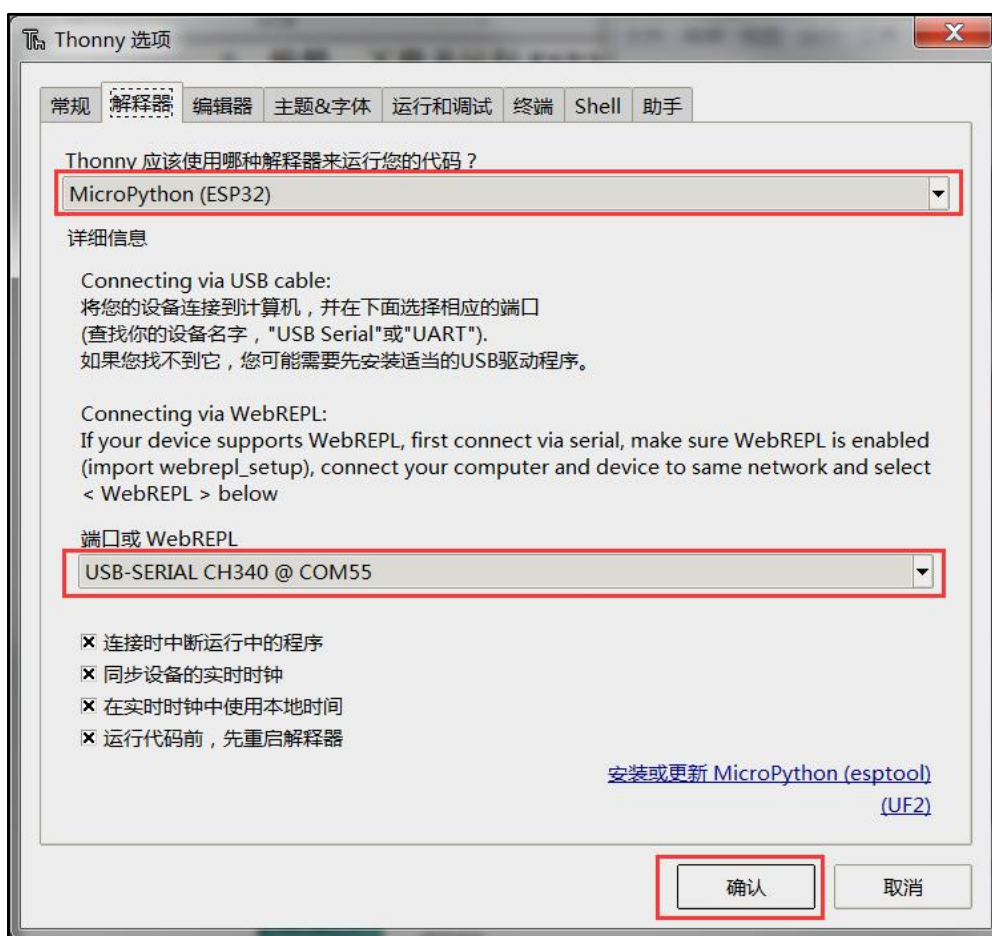 Thonny 选项
常规 解释器 编辑器 主题&字体 运行和调试 终端 Shell 助手
Thonny 应该使用哪种解释器来运行您的代码？
MicroPython (ESP32)
详细信息
Connecting via USB cable:
将您的设备连接到计算机，并在下面选择相应的端口
(查找你的设备名字，"USB Serial"或"UART").
如果您找不到它，您可能需要先安装适当的USB驱动程序。
Connecting via WebREPL:
If your device supports WebREPL, first connect via serial, make sure WebREPL is enabled
(import webrepl_setup), connect your computer and device to same network and select
< WebREPL > below
端口或 WebREPL
USB-SERIAL CH340 @ COM55
连接时中断运行中的程序
同步设备的实时时钟
在实时时钟中使用本地时间
运行代码前，先重启解释器
安装或更新 MicroPython (esptool)
(UF2)
确认 取消